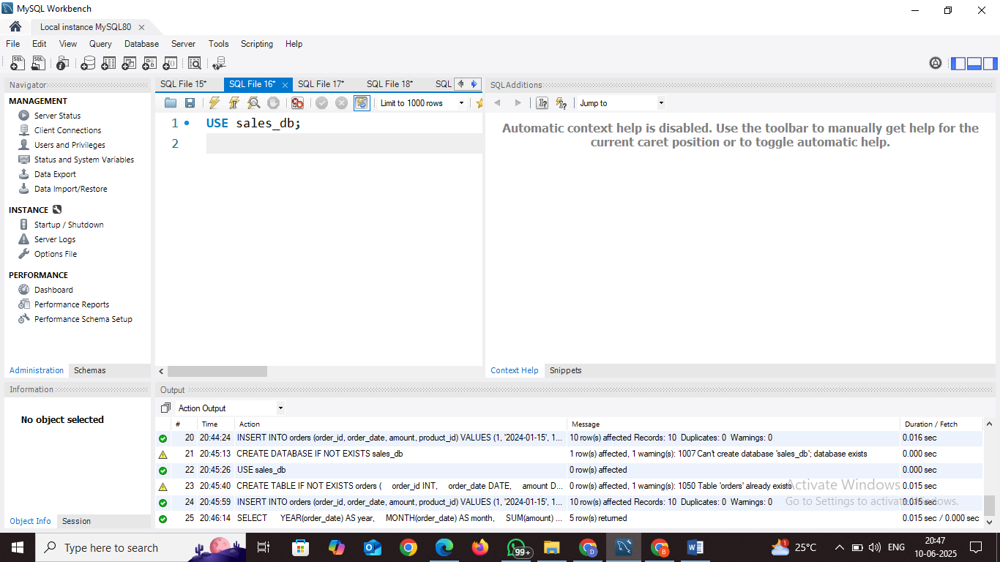 MySQL Workbench
Local instance MySQL80
File Edit View Query Database Server Tools Scripting Help
Navigator
MANAGEMENT
Server Status
Client Connections
Users and Privileges
Status and System Variables
Data Export
Data Import/Restore
INSTANCE
Startup / Shutdown
Server Logs
Options File
PERFORMANCE
Dashboard
Performance Reports
Performance Schema Setup
Administration Schemas
Information
No object selected
Object Info Session
SQL File 15* SQL File 16* SQL File 17* SQL File 18* SQL
Limit to 1000 rows
1 USE sales_db;
2
SQLAdditions
Jump to
Automatic context help is disabled. Use the toolbar to manually get help for the
current caret position or to toggle automatic help.
Context Help Snippets
Output
Action Output
# Time Action Message Duration / Fetch
20 20:44:24 INSERT INTO orders (order_id, order_date, amount, product_id) VALUES (1, '2024-01-15', 1... 10 row(s) affected Records: 10 Duplicates: 0 Warnings: 0 0.016 sec
21 20:45:13 CREATE DATABASE IF NOT EXISTS sales_db 1 row(s) affected, 1 warning(s): 1007 Can't create database 'sales_db'; database exists 0.000 sec
22 20:45:26 USE sales_db 0 row(s) affected 0.000 sec
23 20:45:40 CREATE TABLE IF NOT EXISTS orders ( order_id INT, order_date DATE, amount D... 0 row(s) affected, 1 warning(s): 1050 Table 'orders' already exists 0.015 sec
24 20:45:59 INSERT INTO orders (order_id, order_date, amount, product_id) VALUES (1, '2024-01-15', 1... 10 row(s) affected Records: 10 Duplicates: 0 Warnings: 0 0.015 sec
25 20:46:14 SELECT YEAR(order_date) AS year, MONTH(order_date) AS month, SUM(amount) ... 5 row(s) returned 0.015 sec / 0.000 sec
Activate Windows
Go to Settings to activate Windows.
Type here to search
99+
D
B
1
25°C
ENG
20:47
10-06-2025